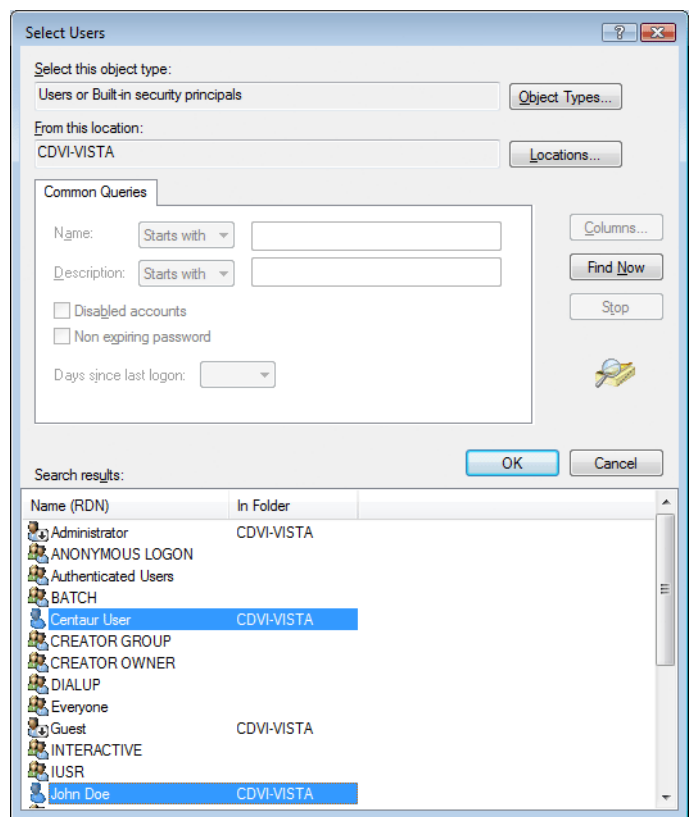 Select Users
Select this object type:
Users or Built-in security principals
Object Types...
From this location:
CDVI-VISTA
Locations...
Common Queries
Name: Starts with
Columns...
Description: Starts with
Find Now
Disabled accounts
Stop
Non expiring password
Days since last logon:
OK Cancel
Search results:
Name (RDN) In Folder
Administrator CDVI-VISTA
ANONYMOUS LOGON
Authenticated Users
BATCH
Centaur User CDVI-VISTA
CREATOR GROUP
CREATOR OWNER
DIALUP
Everyone
Guest CDVI-VISTA
INTERACTIVE
IUSR
John Doe CDVI-VISTA